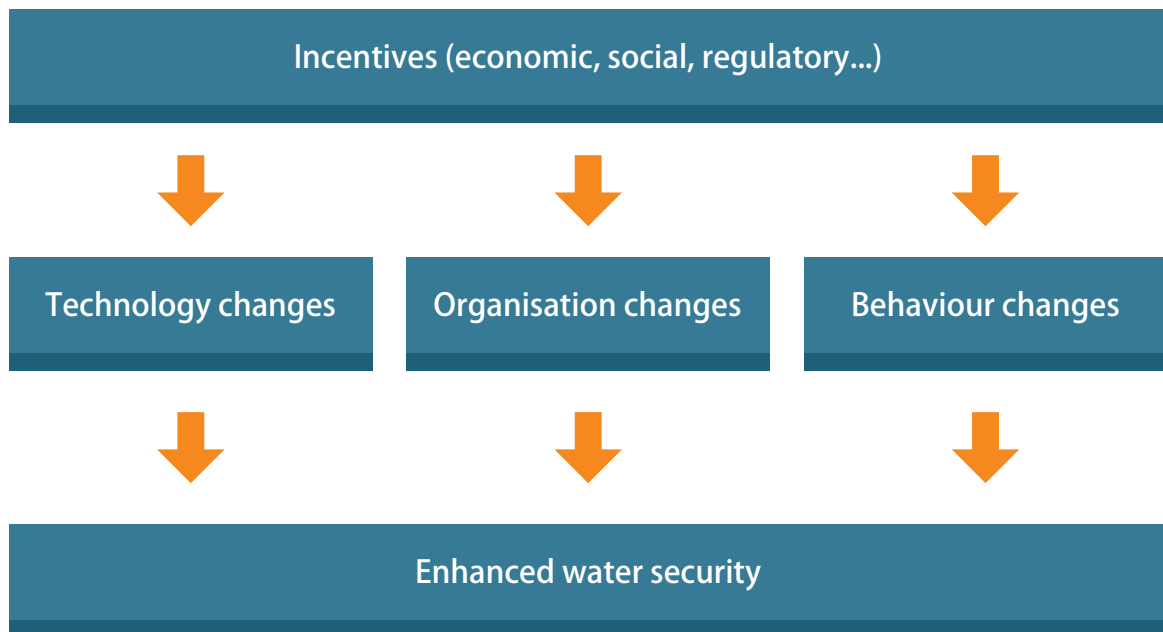 Incentives (economic, social, regulatory...)
Technology changes
Organisation changes
Behaviour changes
Enhanced water security